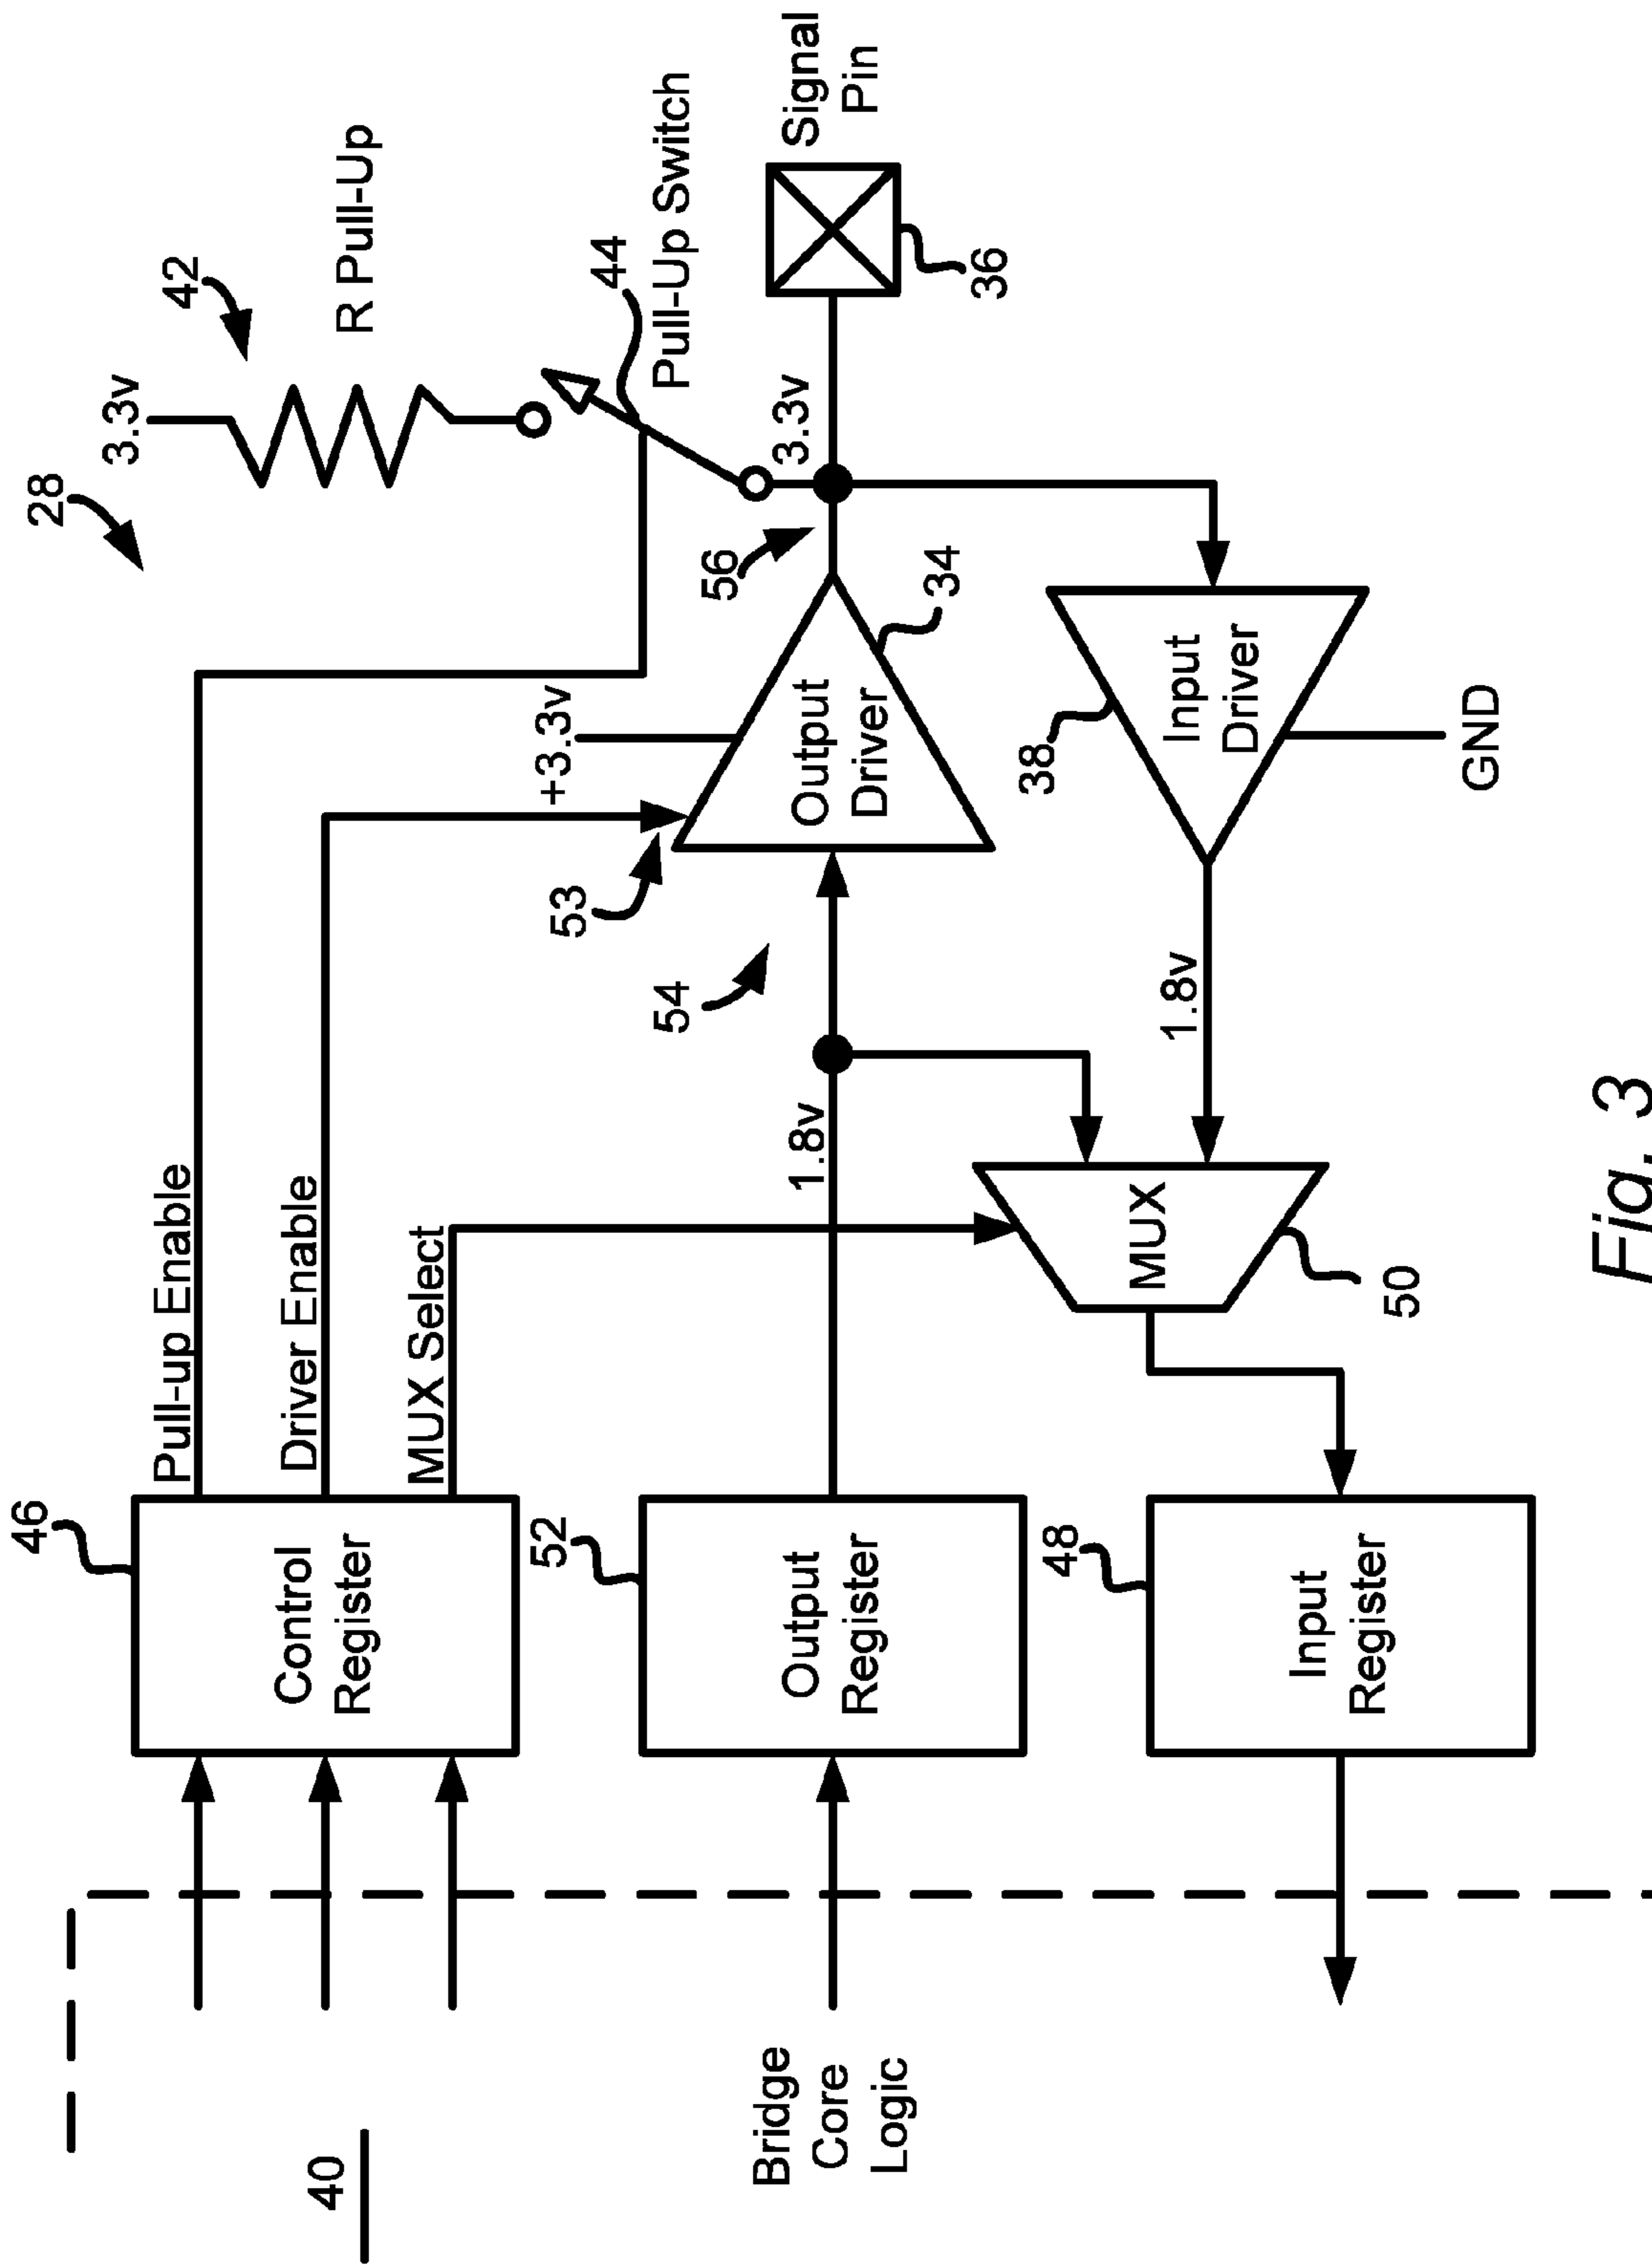 28
42
3.3v
R Pull-Up
44
Pull-Up Switch
46
Control
Register
Pull-up Enable
Driver Enable
MUX Select
+3.3v
53
54
56
3.3v
Signal
Pin
36
52
Output
Register
1.8v
Output
Driver
34
40
Bridge
Core
Logic
48
Input
Register
MUX
50
1.8v
38
Input
Driver
GND
Fig. 3